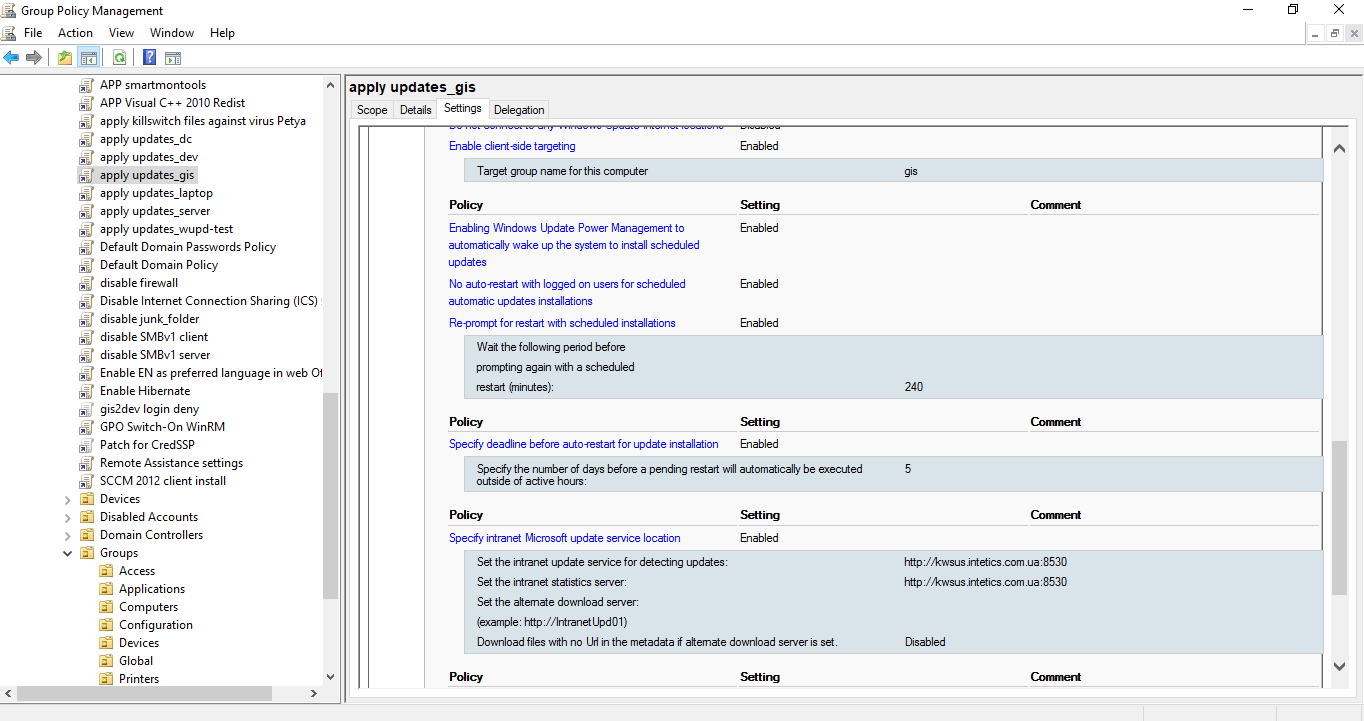 Group Policy Management
File Action View Window Help
APP smartmontools
APP Visual C++ 2010 Redist
apply killswitch files against virus Petya
apply updates_dc
apply updates_dev
apply updates_gis
apply updates_laptop
apply updates_server
apply updates_wupd-test
Default Domain Passwords Policy
Default Domain Policy
disable firewall
Disable Internet Connection Sharing (ICS)
disable junk_folder
disable SMBv1 client
disable SMBv1 server
Enable EN as preferred language in web Of
Enable Hibernate
gis2dev login deny
GPO Switch-On WinRM
Patch for CredSSP
Remote Assistance settings
SCCM 2012 client install
Devices
Disabled Accounts
Domain Controllers
Groups
Access
Applications
Computers
Configuration
Devices
Global
Printers
apply updates_gis
Scope Details Settings Delegation
Do not connect to any Windows Update Internet locations Disabled
Enable client-side targeting Enabled
Target group name for this computer gis
Policy Setting Comment
Enabling Windows Update Power Management to Enabled
automatically wake up the system to install scheduled
updates
No auto-restart with logged on users for scheduled Enabled
automatic updates installations
Re-prompt for restart with scheduled installations Enabled
Wait the following period before
prompting again with a scheduled
restart (minutes): 240
Policy Setting Comment
Specify deadline before auto-restart for update installation Enabled
Specify the number of days before a pending restart will automatically be executed 5
outside of active hours:
Policy Setting Comment
Specify intranet Microsoft update service location Enabled
Set the intranet update service for detecting updates: http://kwsus.intetics.com.ua:8530
Set the intranet statistics server: http://kwsus.intetics.com.ua:8530
Set the alternate download server:
(example: http://IntranetUpd01)
Download files with no Url in the metadata if alternate download server is set. Disabled
Policy Setting Comment